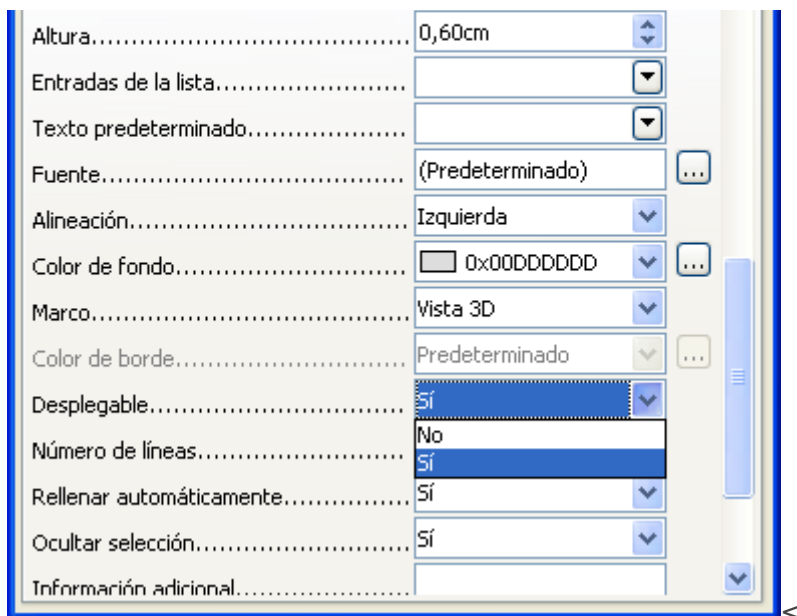 Altura..................................... 0,60cm
Entradas de la lista........................
Texto predeterminado....................
Fuente................................... (Predeterminado) ...
Alineación................................ Izquierda
Color de fondo............................ 0x00DDDDDD ...
Marco..................................... Vista 3D
Color de borde............................ Predeterminado ...
Desplegable............................... Sí
No
Número de líneas..........................
Sí
Rellenar automáticamente................ Sí
Ocultar selección......................... Sí
Información adicional.....................
<